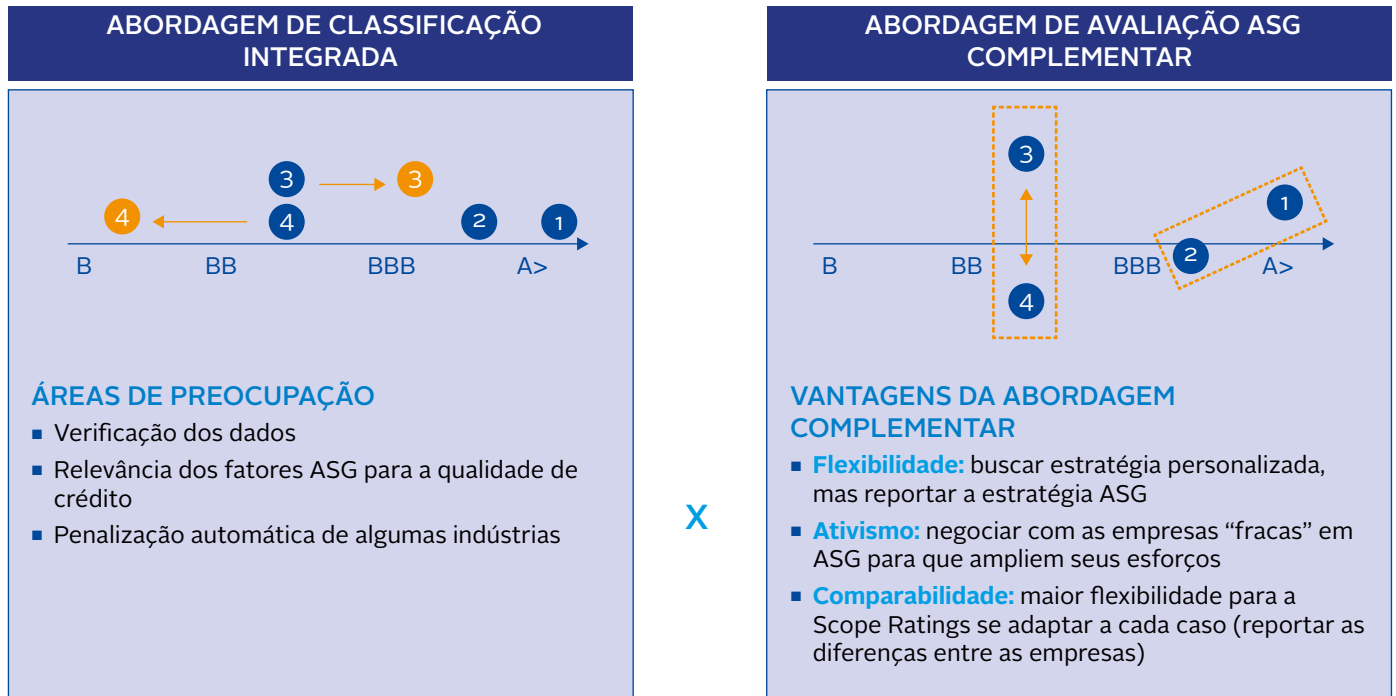 ABORDAGEM DE CLASSIFICAÇÃO
INTEGRADA
3
3
4
4
2
1
B
BB
BBB
A>
ÁREAS DE PREOCUPAÇÃO
▪ Verificação dos dados
▪ Relevância dos fatores ASG para a qualidade de
crédito
▪ Penalização automática de algumas indústrias
X
ABORDAGEM DE AVALIAÇÃO ASG
COMPLEMENTAR
3
1
2
4
B
BB
BBB
A>
VANTAGENS DA ABORDAGEM
COMPLEMENTAR
▪ Flexibilidade: buscar estratégia personalizada,
mas reportar a estratégia ASG
▪ Ativismo: negociar com as empresas “fracas” em
ASG para que ampliem seus esforços
▪ Comparabilidade: maior flexibilidade para a
Scope Ratings se adaptar a cada caso (reportar as
diferenças entre as empresas)